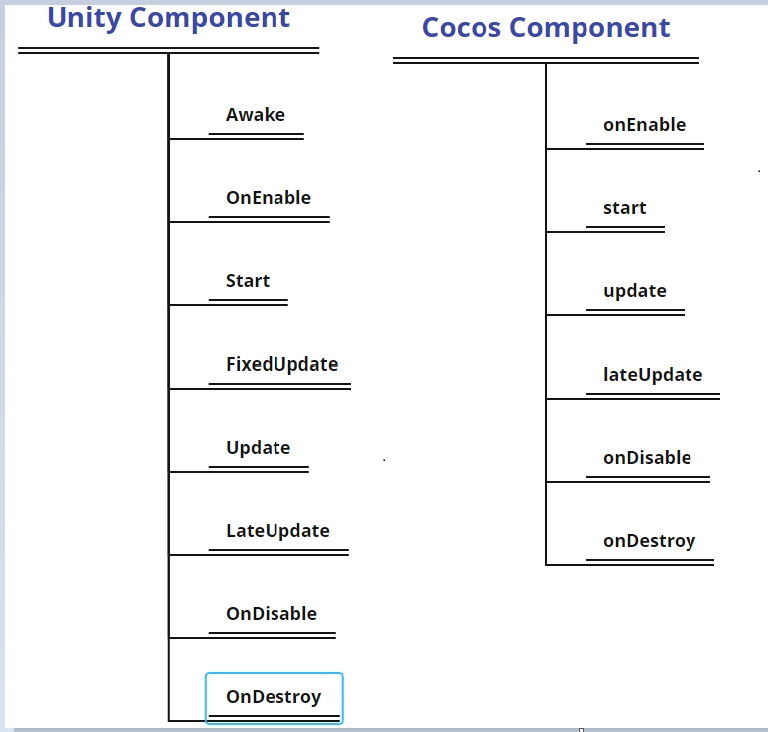 Unity Component
Awake
OnEnable
Start
FixedUpdate
Update
LateUpdate
OnDisable
OnDestroy
Cocos Component
onEnable
start
update
lateUpdate
onDisable
onDestroy